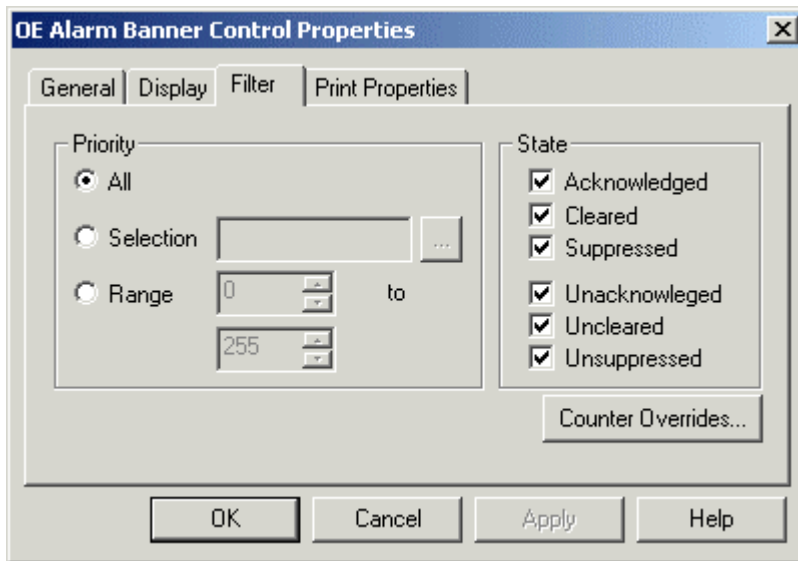 OE Alarm Banner Control Properties
General Display Filter Print Properties
Priority
All
Selection ...
Range 0 to
255
State
Acknowledged
Cleared
Suppressed
Unacknowleged
Uncleared
Unsuppressed
Counter Overrides...
OK Cancel Apply Help